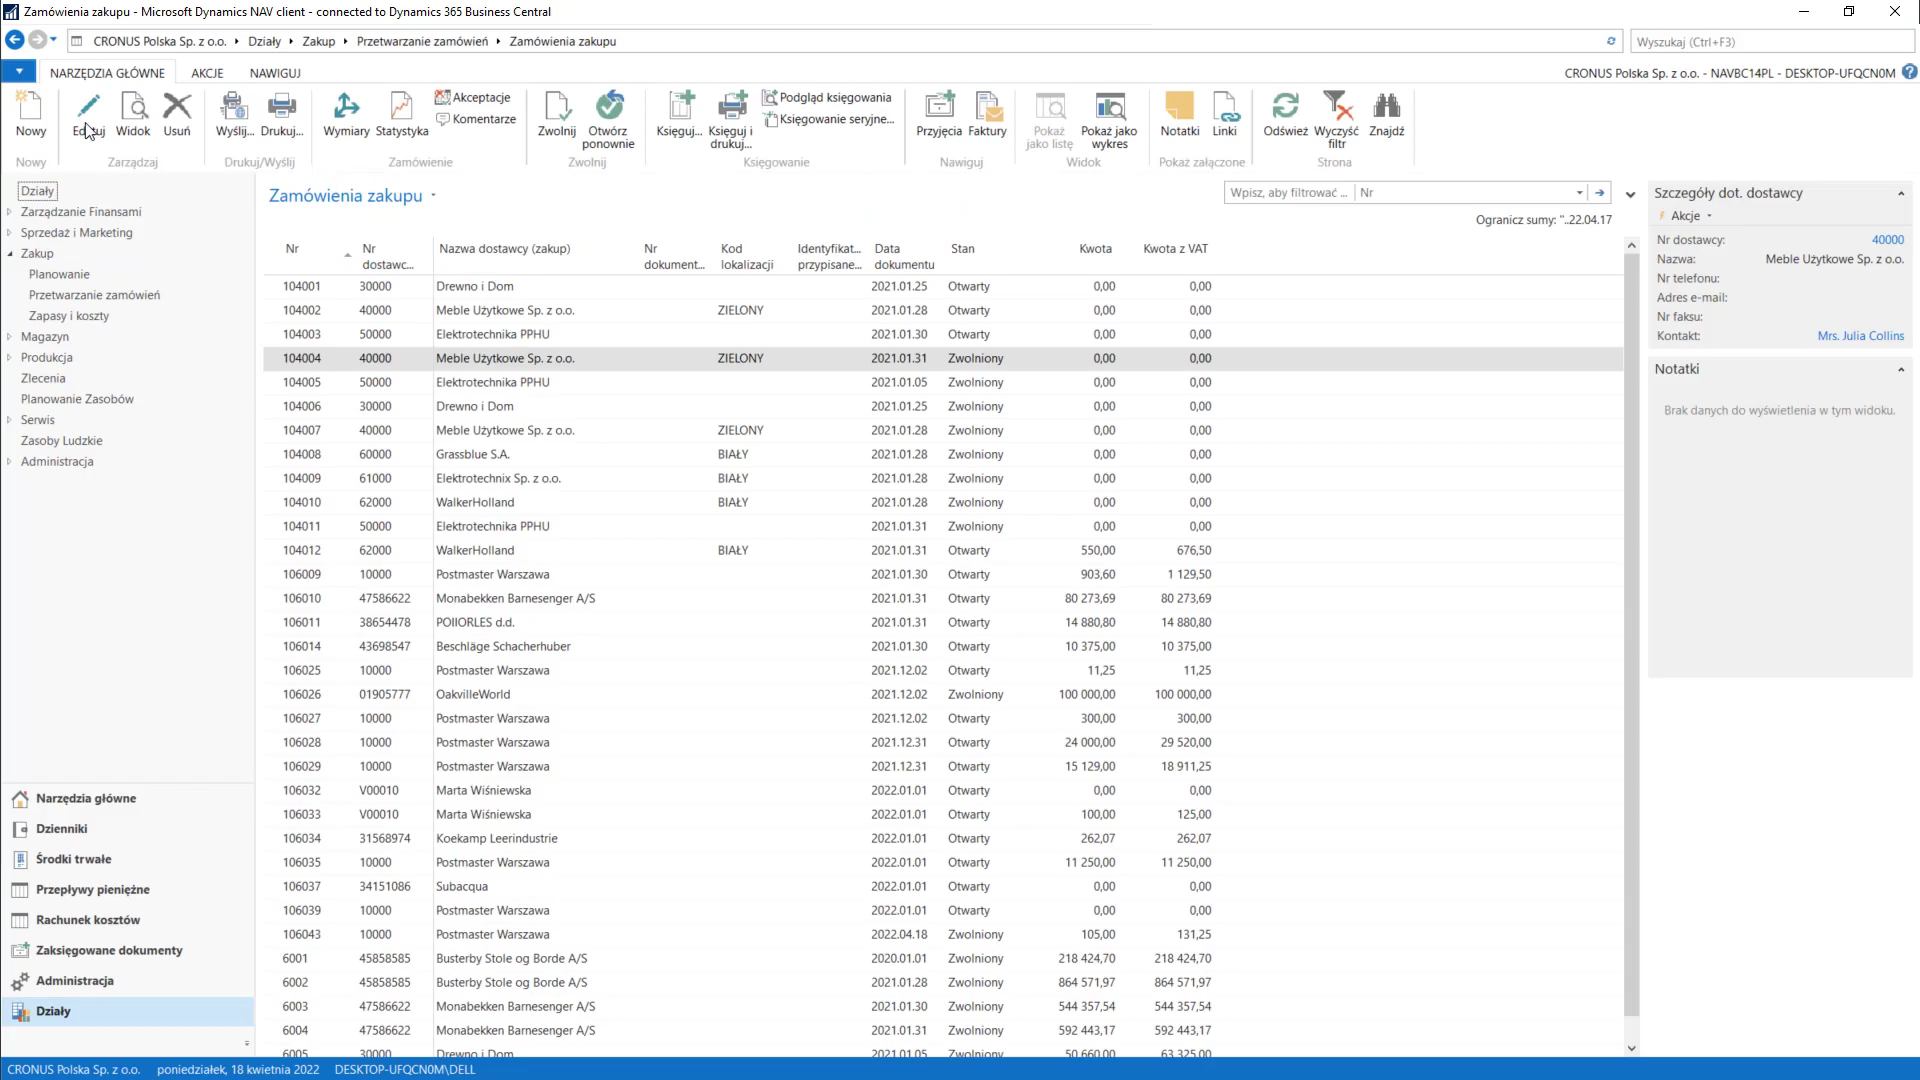 Zamówienia zakupu - Microsoft Dynamics NAV client - connected to Dynamics 365 Business Central
CRONUS Polska Sp. z o.o. Działy Zakup Przetwarzanie zamówień Zamówienia zakupu Wyszukaj (Ctrl+F3)
NARZĘDZIA GŁÓWNE AKCJE NAWIGUJ CRONUS Polska Sp. z o.o. - NAVBC14PL - DESKTOP-UFQCN0M
Nowy
Widok Usuń
Wyślij... Drukuj...
Wymiary Statystyka Akceptacje Komentarze
Zwolnij Otwórz ponownie
Księguj... Księguj i drukuj... Podgląd księgowania Księgowanie seryjne...
Przyjęcia Faktury
Pokaż jako listę Pokaż jako wykres
Notatki Linki
Odśwież Wyczyść filtr Znajdź
Nowy Zarządzaj Drukuj/Wyślij Zamówienie Zwolnij Księgowanie Nawiguj Widok Pokaż załączone Strona
Działy
Zarządzanie Finansami
Sprzedaż i Marketing
Zakup
Planowanie
Przetwarzanie zamówień
Zapasy i koszty
Magazyn
Produkcja
Zlecenia
Planowanie Zasobów
Serwis
Zasoby Ludzkie
Administracja
Narzędzia główne
Dzienniki
Środki trwałe
Przepływy pieniężne
Rachunek kosztów
Zaksięgowane dokumenty
Administracja
Działy
Zamówienia zakupu
Wpisz, aby filtrować ... Nr
Ogranicz sumy: ''..22.04.17
Nr Nr dostawc... Nazwa dostawcy (zakup) Nr dokument... Kod lokalizacji Identyfikat... przypisane... Data dokumentu Stan Kwota Kwota z VAT
104001 30000 Drewno i Dom 2021.01.25 Otwarty 0,00 0,00
104002 40000 Meble Użytkowe Sp. z o.o. ZIELONY 2021.01.28 Otwarty 0,00 0,00
104003 50000 Elektrotechnika PPHU 2021.01.30 Otwarty 0,00 0,00
104004 40000 Meble Użytkowe Sp. z o.o. ZIELONY 2021.01.31 Zwolniony 0,00 0,00
104005 50000 Elektrotechnika PPHU 2021.01.05 Zwolniony 0,00 0,00
104006 30000 Drewno i Dom 2021.01.25 Zwolniony 0,00 0,00
104007 40000 Meble Użytkowe Sp. z o.o. ZIELONY 2021.01.28 Zwolniony 0,00 0,00
104008 60000 Grassblue S.A. BIAŁY 2021.01.28 Zwolniony 0,00 0,00
104009 61000 Elektrotechnix Sp. z o.o. BIAŁY 2021.01.28 Zwolniony 0,00 0,00
104010 62000 WalkerHolland BIAŁY 2021.01.28 Zwolniony 0,00 0,00
104011 50000 Elektrotechnika PPHU 2021.01.31 Zwolniony 0,00 0,00
104012 62000 WalkerHolland BIAŁY 2021.01.31 Otwarty 550,00 676,50
106009 10000 Postmaster Warszawa 2021.01.30 Otwarty 903,60 1 129,50
106010 47586622 Monabekken Barnesenger A/S 2021.01.31 Otwarty 80 273,69 80 273,69
106011 38654478 POIIORLES d.d. 2021.01.31 Otwarty 14 880,80 14 880,80
106014 43698547 Beschläge Schacherhuber 2021.01.30 Otwarty 10 375,00 10 375,00
106025 10000 Postmaster Warszawa 2021.12.02 Otwarty 11,25 11,25
106026 01905777 OakvilleWorld 2021.12.02 Zwolniony 100 000,00 100 000,00
106027 10000 Postmaster Warszawa 2021.12.02 Otwarty 300,00 300,00
106028 10000 Postmaster Warszawa 2021.12.31 Otwarty 24 000,00 29 520,00
106029 10000 Postmaster Warszawa 2021.12.31 Otwarty 15 129,00 18 911,25
106032 V00010 Marta Wiśniewska 2022.01.01 Otwarty 0,00 0,00
106033 V00010 Marta Wiśniewska 2022.01.01 Otwarty 100,00 125,00
106034 31568974 Koekamp Leerindustrie 2022.01.01 Otwarty 262,07 262,07
106035 10000 Postmaster Warszawa 2022.01.01 Otwarty 11 250,00 11 250,00
106037 34151086 Subacqua 2022.01.01 Otwarty 0,00 0,00
106039 10000 Postmaster Warszawa 2022.01.01 Otwarty 0,00 0,00
106043 10000 Postmaster Warszawa 2022.04.18 Zwolniony 105,00 131,25
6001 45858585 Busterby Stole og Borde A/S 2020.01.01 Zwolniony 218 424,70 218 424,70
6002 45858585 Busterby Stole og Borde A/S 2021.01.28 Zwolniony 864 571,97 864 571,97
6003 47586622 Monabekken Barnesenger A/S 2021.01.30 Zwolniony 544 357,54 544 357,54
6004 47586622 Monabekken Barnesenger A/S 2021.01.31 Zwolniony 592 443,17 592 443,17
6005 30000 Drewno i Dom 2021.01.05 Zwolniony 50 660,00 63 325,00
Szczegóły dot. dostawcy
Akcje
Nr dostawcy: 40000
Nazwa: Meble Użytkowe Sp. z o.o.
Nr telefonu:
Adres e-mail:
Nr faksu:
Kontakt: Mrs. Julia Collins
Notatki
Brak danych do wyświetlenia w tym widoku.
CRONUS Polska Sp. z o.o. poniedziałek, 18 kwietnia 2022 DESKTOP-UFQCN0M\DELL